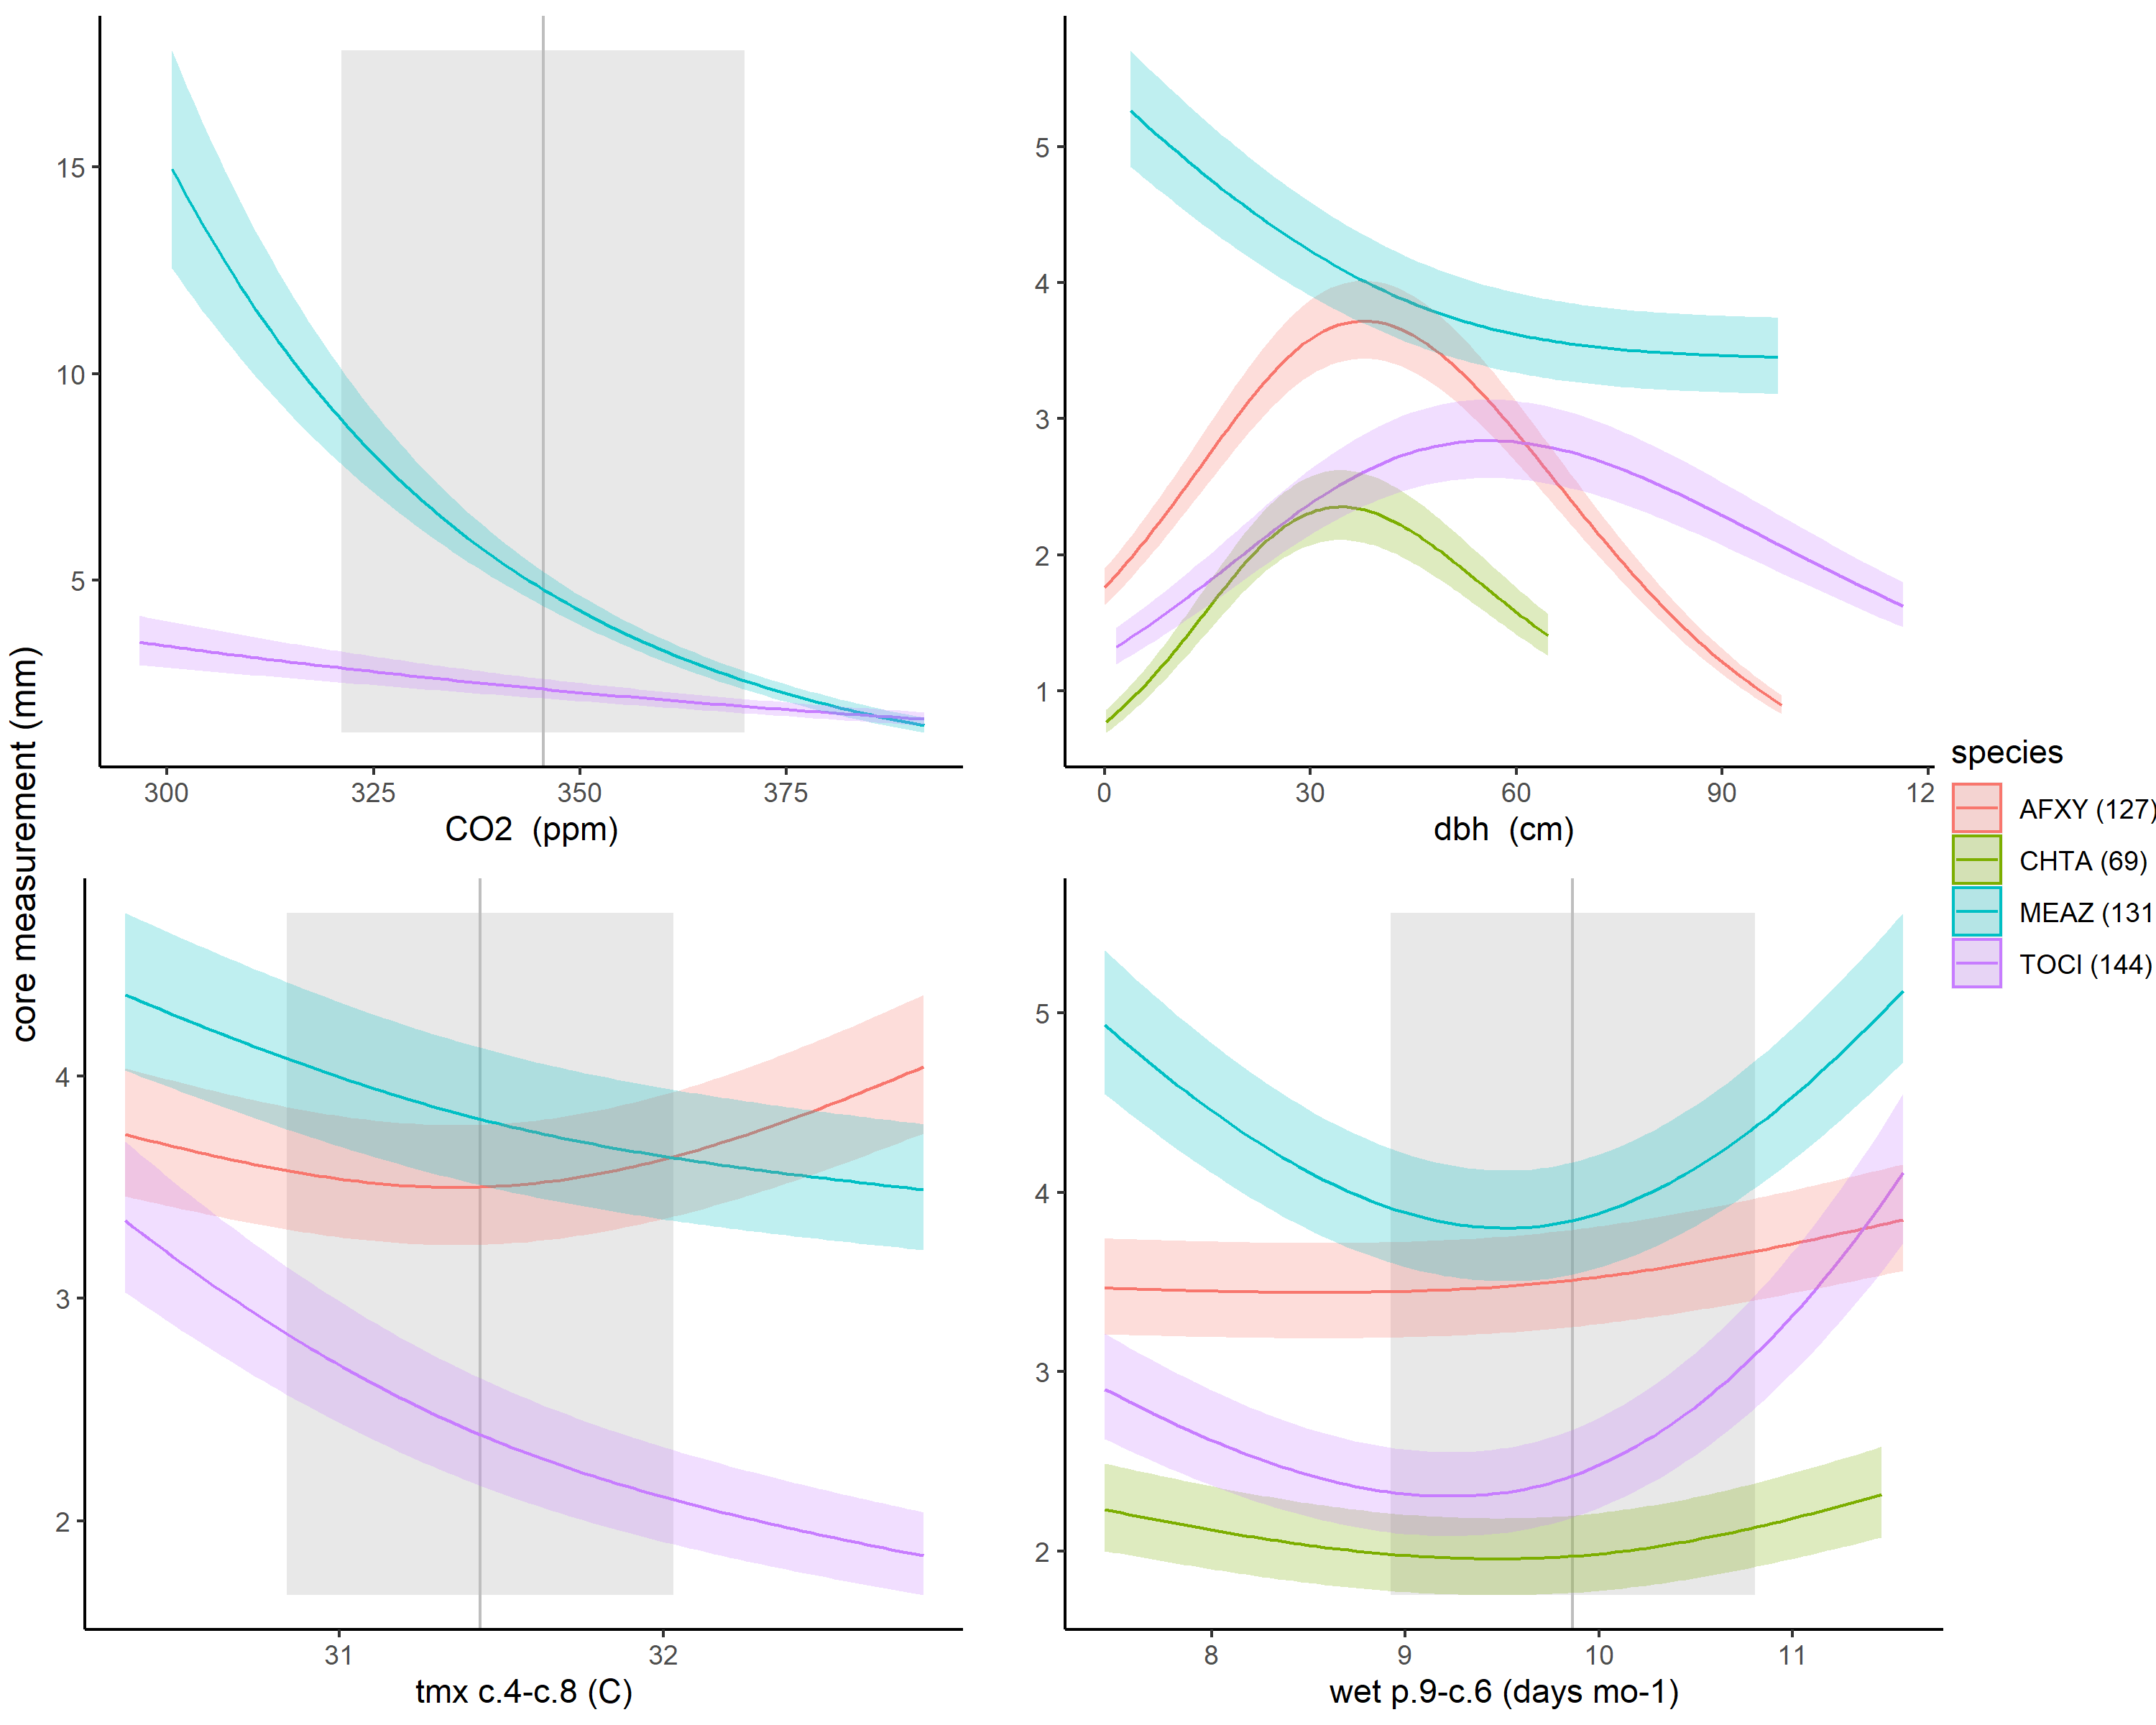 core measurement (mm)
15
10
5
300 325 350 375
CO2 (ppm)
5
4
3
2
1
0 30 60 90 12
dbh (cm)
4
3
2
31 32
tmx c.4-c.8 (C)
5
4
3
2
8 9 10 11
wet p.9-c.6 (days mo-1)
species
AFXY (127)
CHTA (69)
MEAZ (131
TOCI (144)